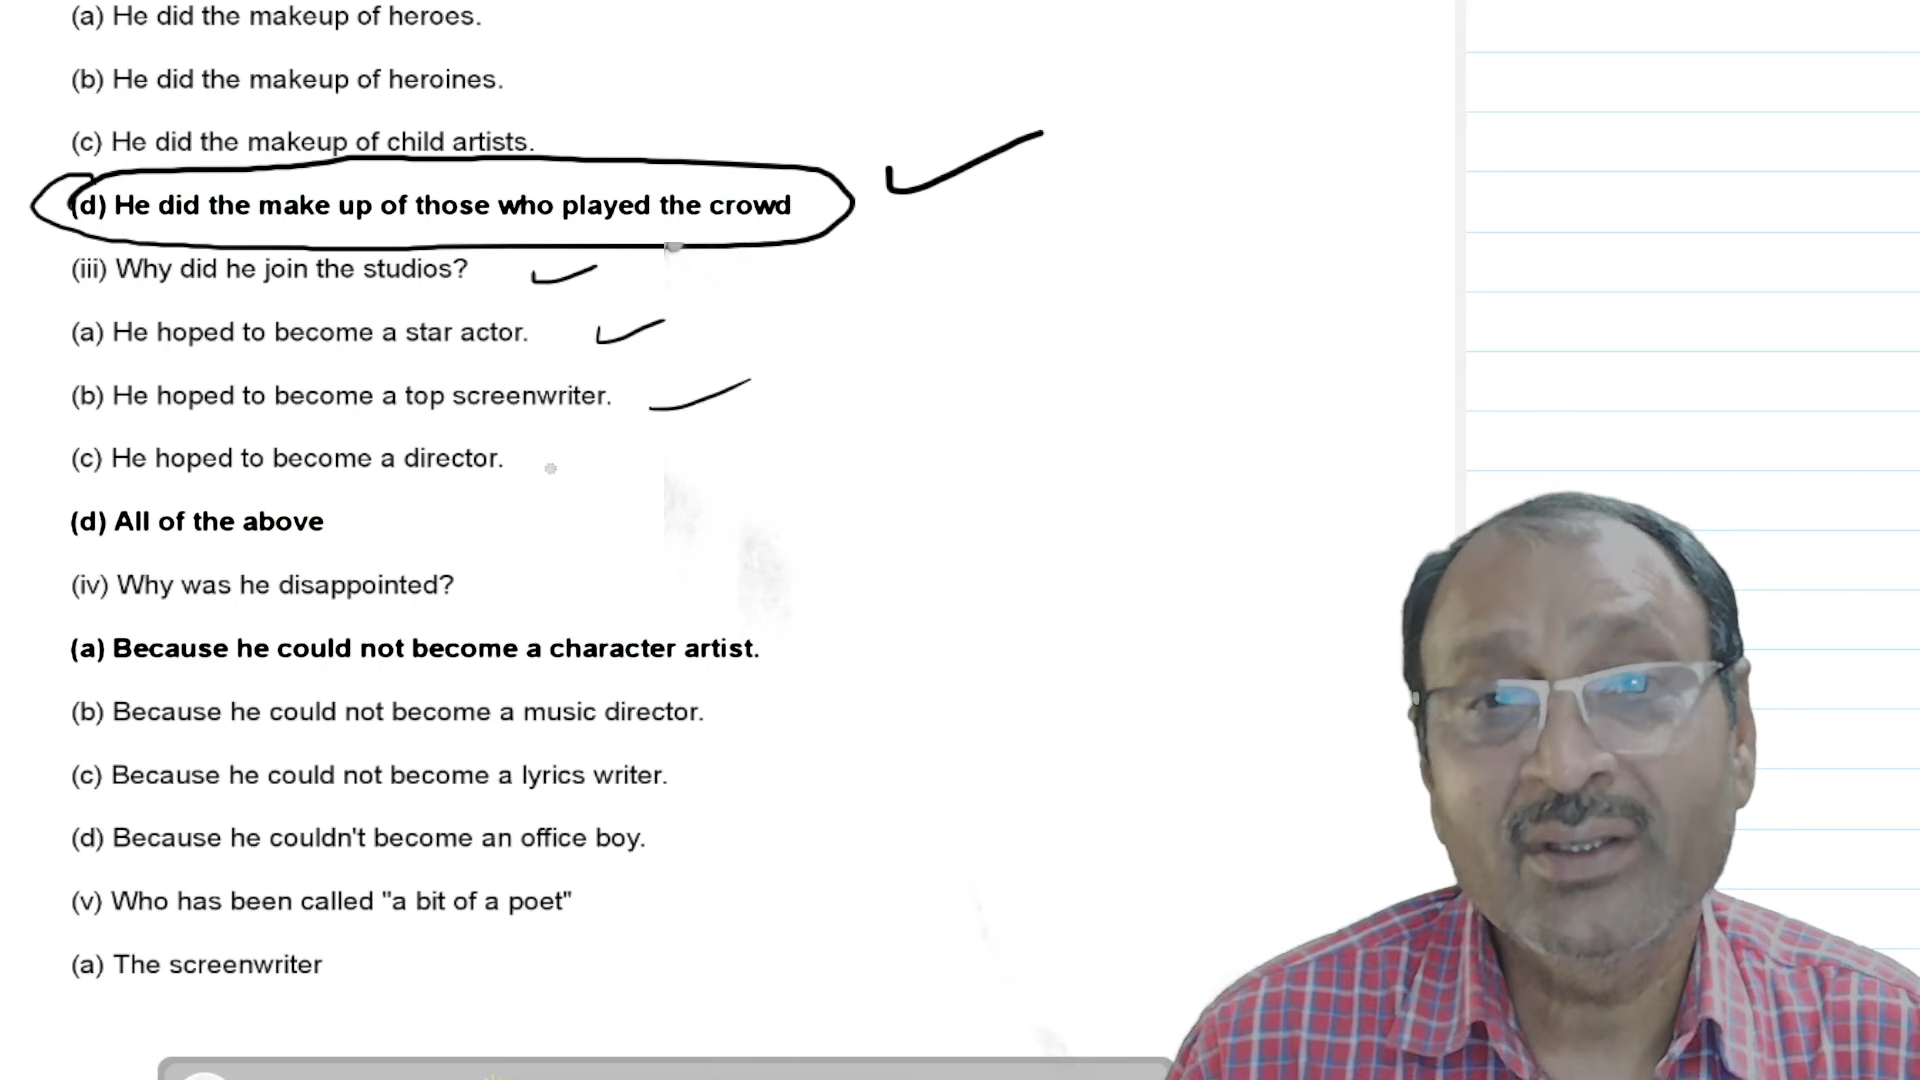 (a) He did the makeup of heroes.
(b) He did the makeup of heroines.
(c) He did the makeup of child artists.
(d) He did the make up of those who played the crowd
(iii) Why did he join the studios?
(a) He hoped to become a star actor.
(b) He hoped to become a top screenwriter.
(c) He hoped to become a director.
(d) All of the above
(iv) Why was he disappointed?
(a) Because he could not become a character artist.
(b) Because he could not become a music director.
(c) Because he could not become a lyrics writer.
(d) Because he couldn't become an office boy.
(v) Who has been called "a bit of a poet"
(a) The screenwriter